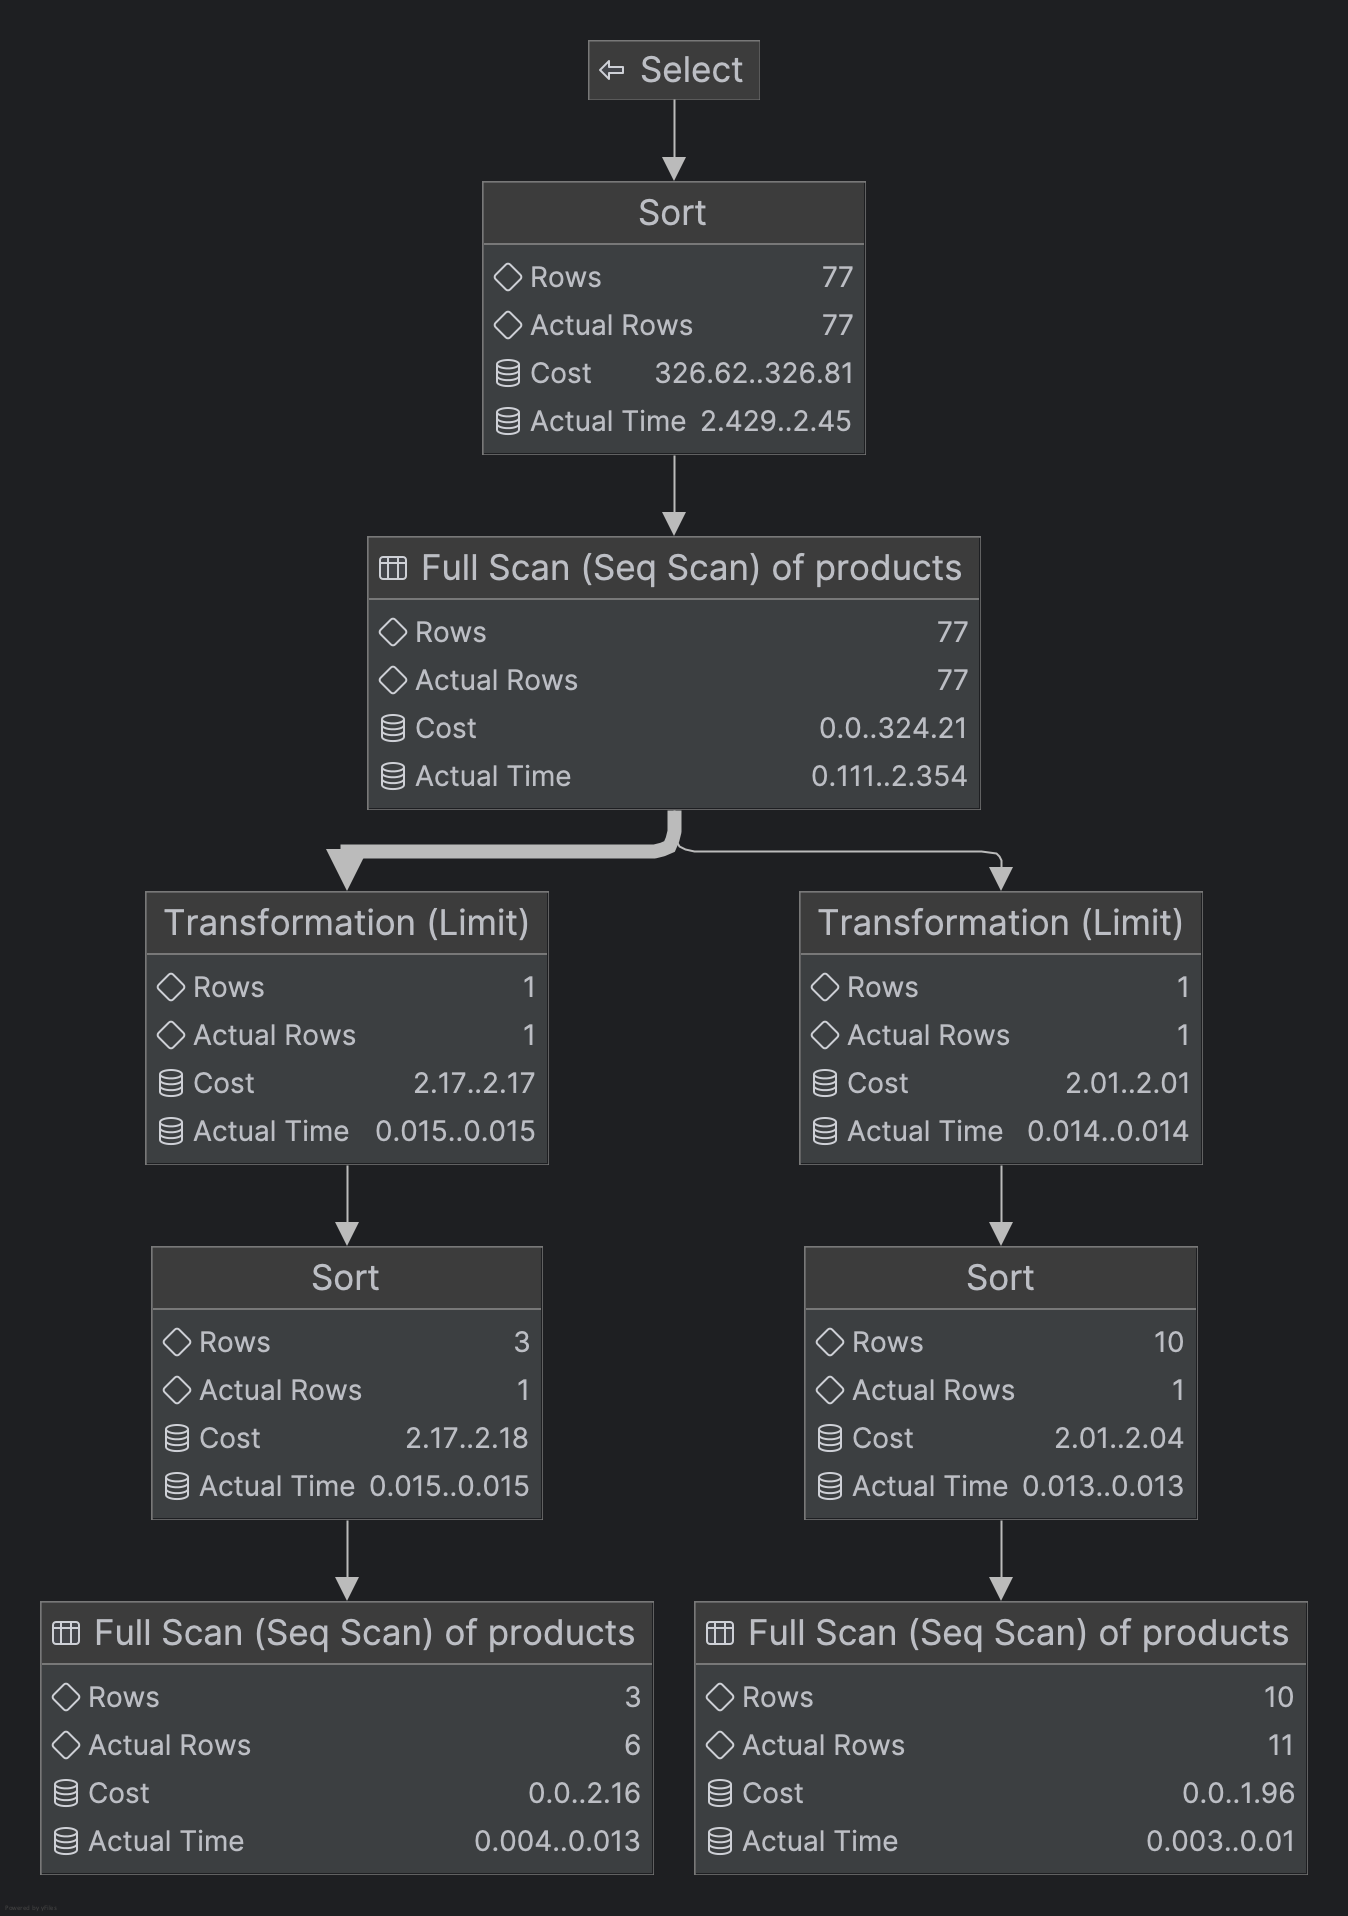 Select
Sort
Rows 77
Actual Rows 77
Cost 326.62..326.81
Actual Time 2.429..2.45
Full Scan (Seq Scan) of products
Rows 77
Actual Rows 77
Cost 0.0..324.21
Actual Time 0.111..2.354
Transformation (Limit)
Rows 1
Actual Rows 1
Cost 2.17..2.17
Actual Time 0.015..0.015
Sort
Rows 3
Actual Rows 1
Cost 2.17..2.18
Actual Time 0.015..0.015
Full Scan (Seq Scan) of products
Rows 3
Actual Rows 6
Cost 0.0..2.16
Actual Time 0.004..0.013
Transformation (Limit)
Rows 1
Actual Rows 1
Cost 2.01..2.01
Actual Time 0.014..0.014
Sort
Rows 10
Actual Rows 1
Cost 2.01..2.04
Actual Time 0.013..0.013
Full Scan (Seq Scan) of products
Rows 10
Actual Rows 11
Cost 0.0..1.96
Actual Time 0.003..0.01
Powered by yFiles